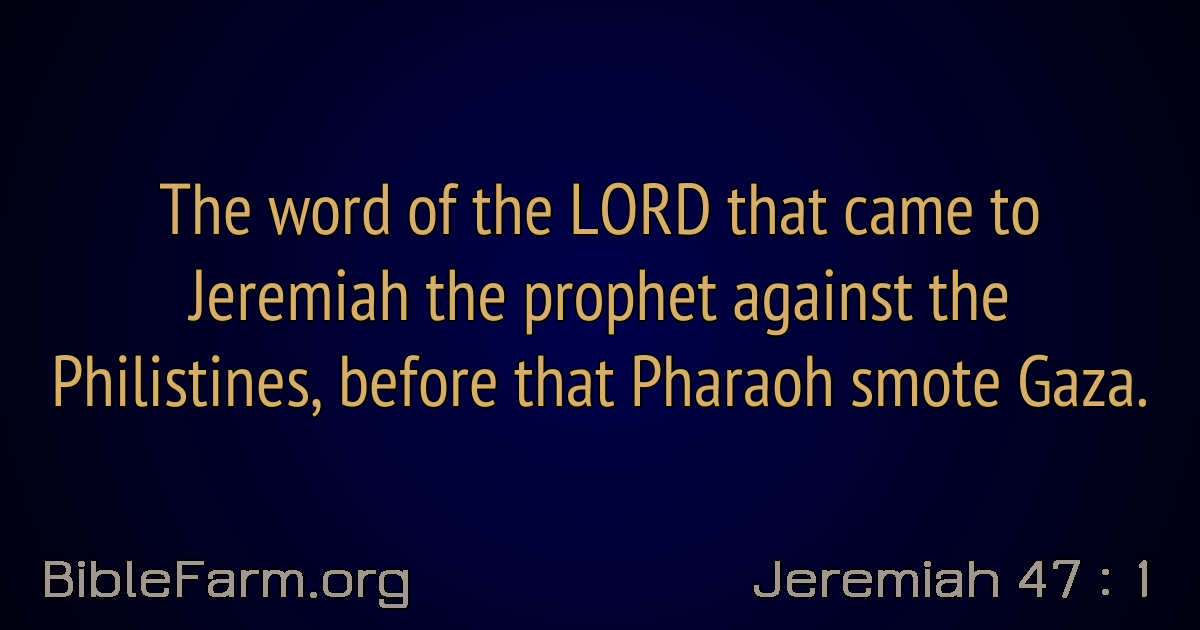 The word of the LORD that came to
Jeremiah the prophet against the
Philistines, before that Pharaoh smote Gaza.
BibleFarm.org
Jeremiah 47 : 1